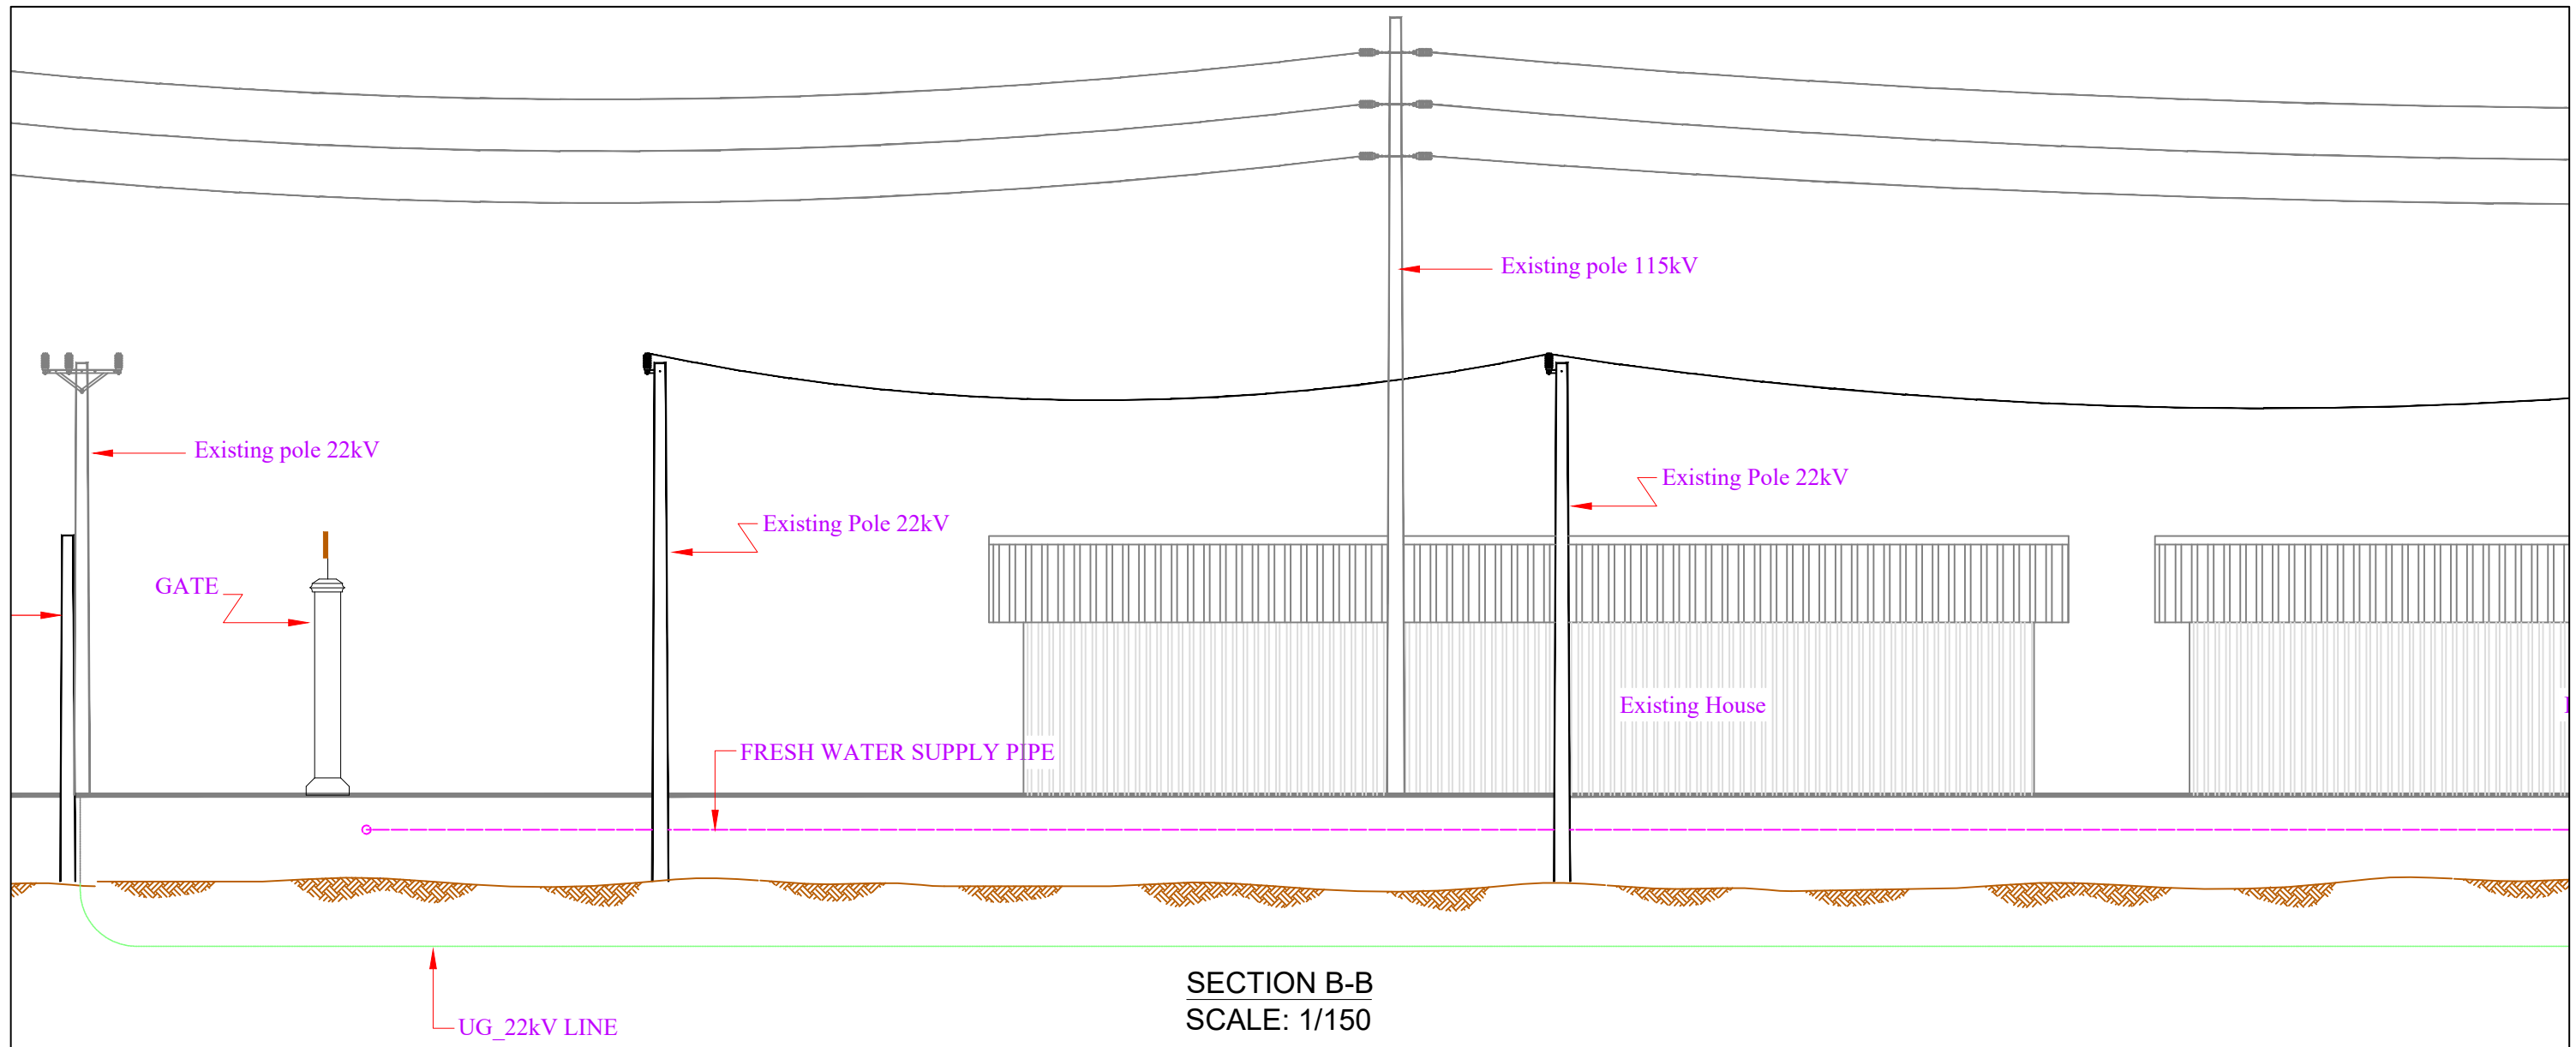 Existing pole 115kV
Existing pole 22kV
Existing Pole 22kV
Existing Pole 22kV
GATE
Existing House
FRESH WATER SUPPLY PIPE
SECTION B-B
SCALE: 1/150
UG_22kV LINE